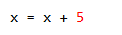 x = x + 5